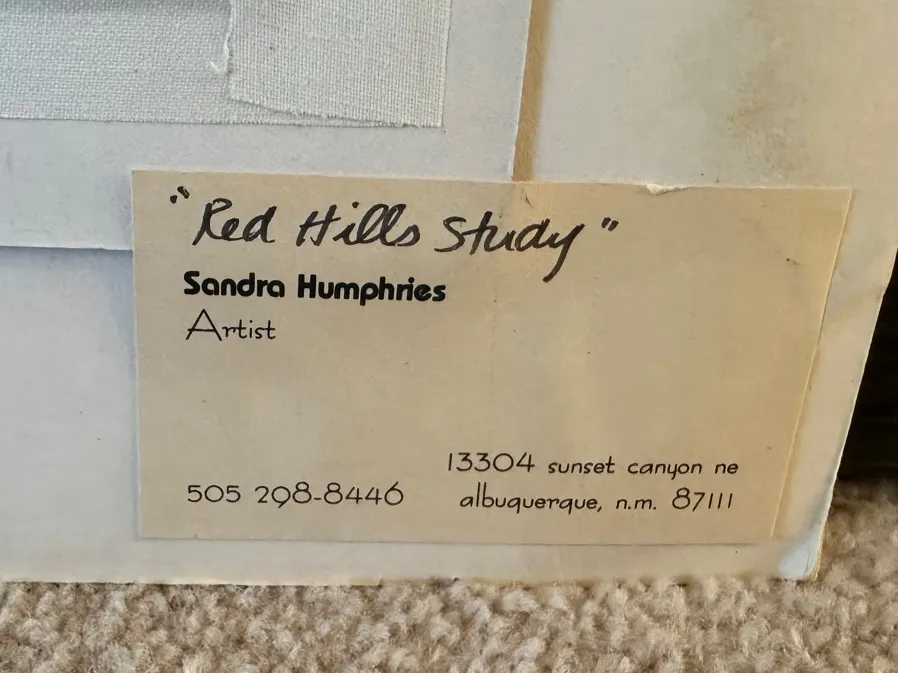 "Red Hills Study"
Sandra Humphries
Artist
13304 sunset canyon ne
505 298-8446 albuquerque, n.m. 87111